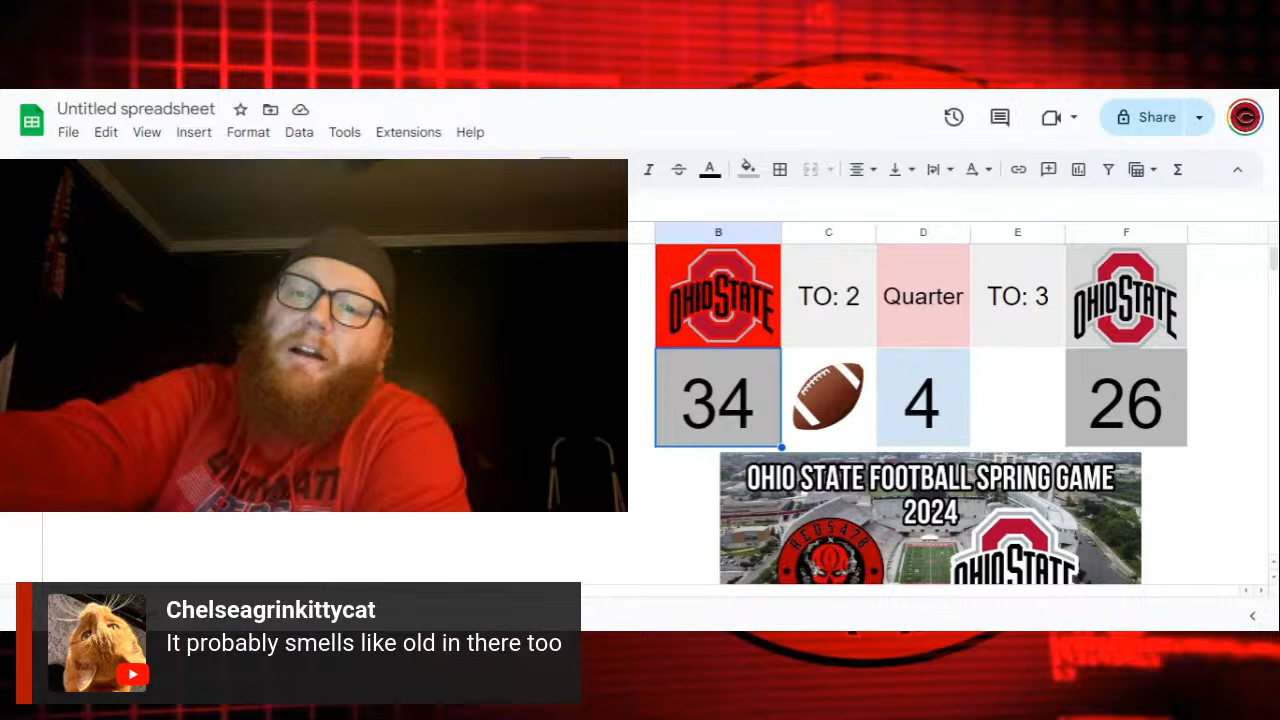 Untitled spreadsheet
File Edit View Insert Format Data Tools Extensions Help
Share
B C D E F
OHIO STATE TO: 2 Quarter TO: 3 OHIO STATE
34 4 26
OHIO STATE FOOTBALL SPRING GAME
2024
REDS42B
OHIO STATE
Chelseagrinkittycat
It probably smells like old in there too